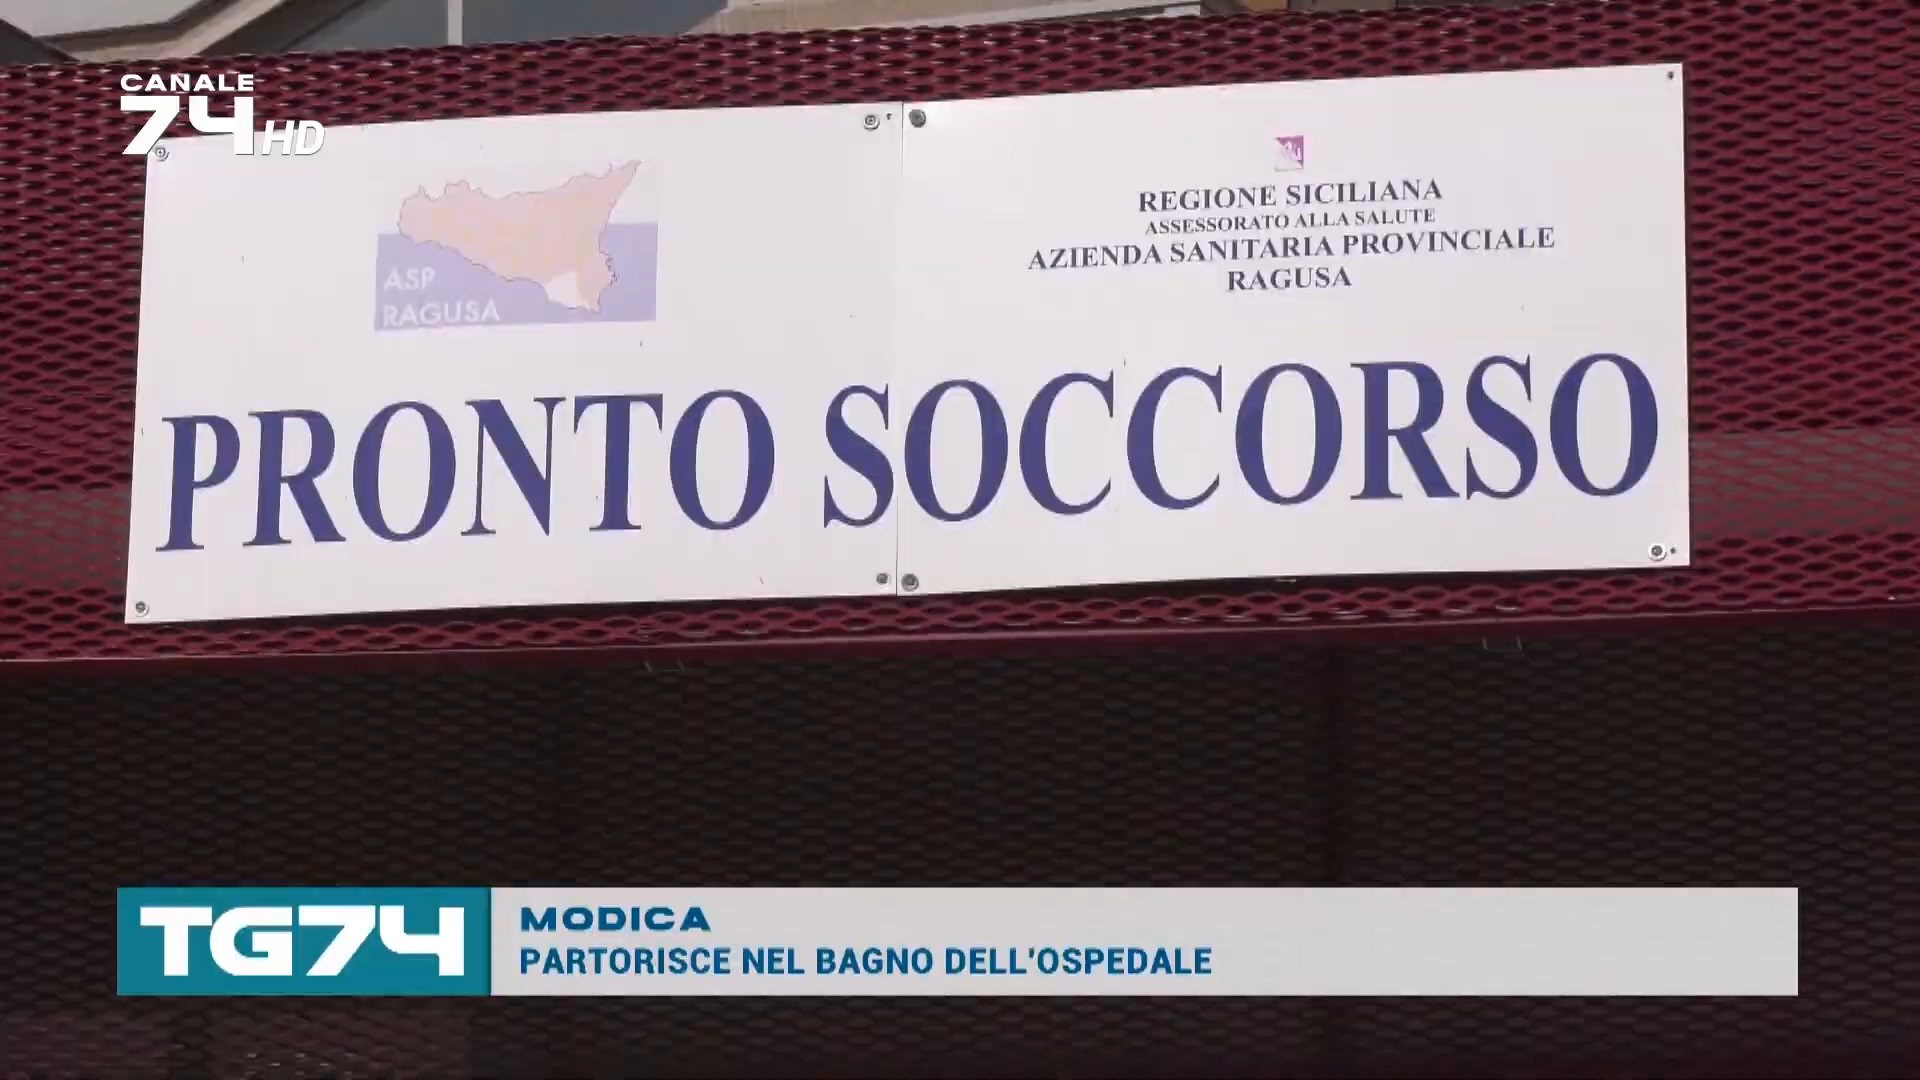 CANALE
74 HD
ASP
RAGUSA
REGIONE SICILIANA
ASSESSORATO ALLA SALUTE
AZIENDA SANITARIA PROVINCIALE
RAGUSA
PRONTO SOCCORSO
TG74
MODICA
PARTORISCE NEL BAGNO DELL'OSPEDALE